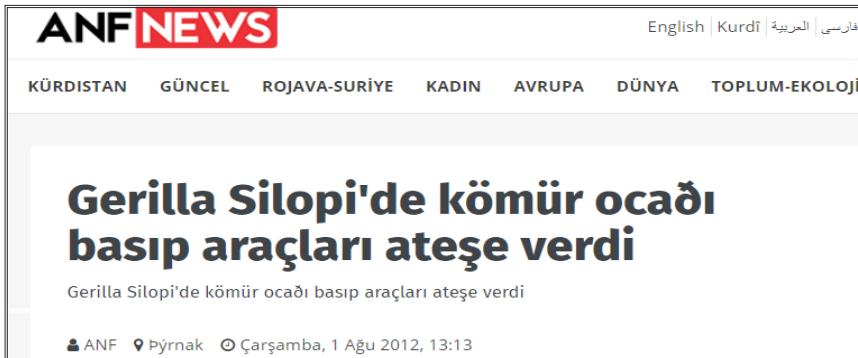 ANF NEWS
English | Kurdî | العربية | فارسی
KÜRDISTAN GÜNCEL ROJAVA-SURİYE KADIN AVRUPA DÜNYA TOPLUM-EKOLOJİ
Gerilla Silopi'de kömür ocaðı
basıp araçları ateşe verdi
Gerilla Silopi'de kömür ocaðı basıp araçları ateşe verdi
ANF Þýrnak Çarşamba, 1 Ağu 2012, 13:13